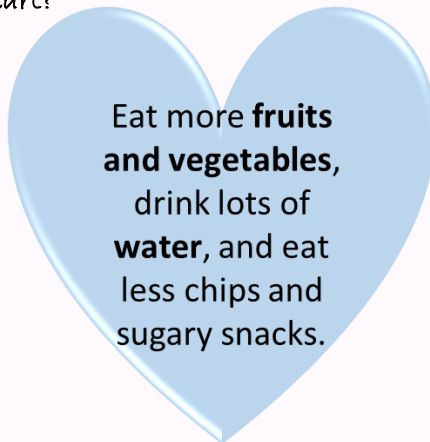 Eat more fruits
and vegetables,
drink lots of
water, and eat
less chips and
sugary snacks.